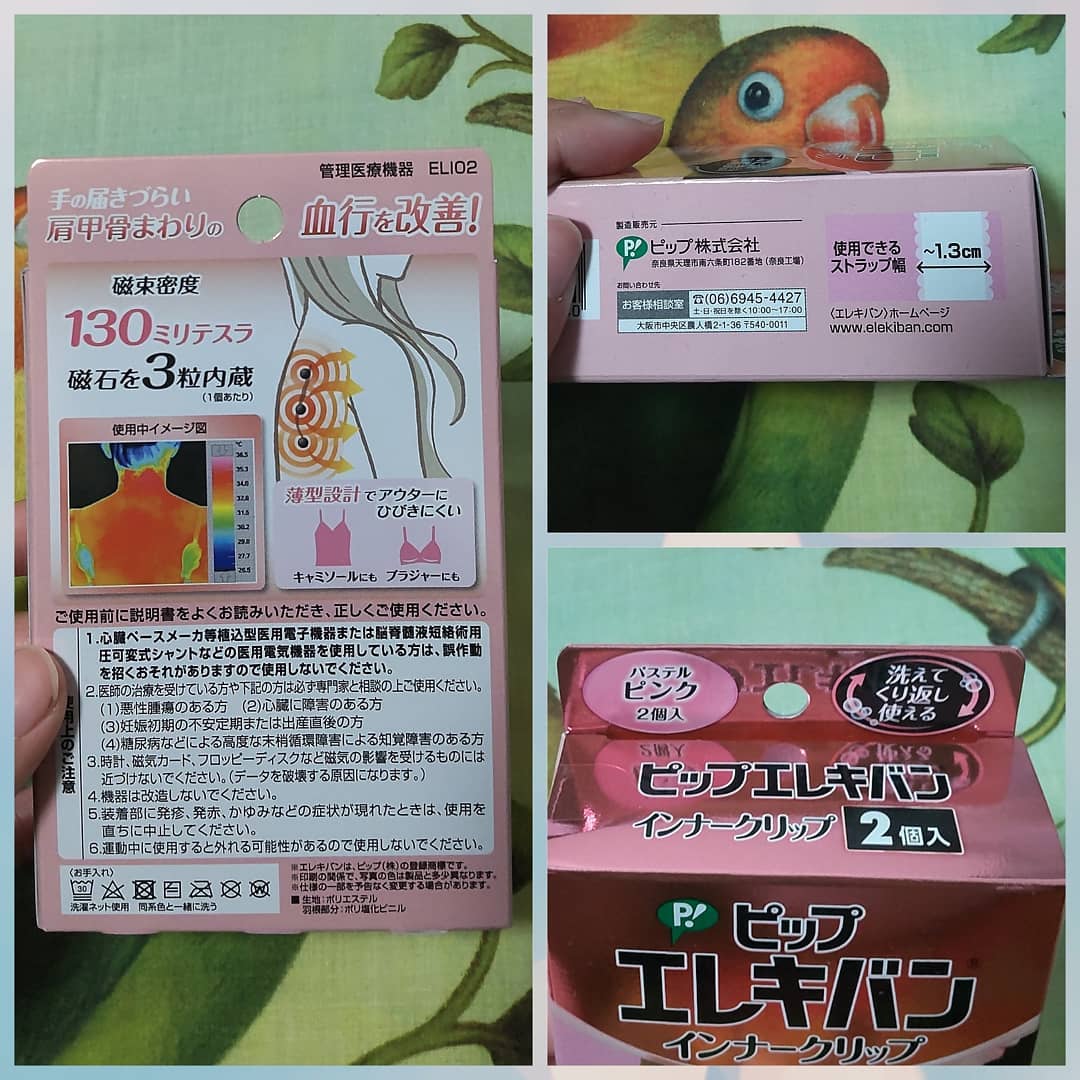 管理医療機器 ELI02
手の届きづらい
肩甲骨まわりの 血行を改善!
磁束密度
130ミリテスラ
磁石を3粒内蔵
(1個あたり)
使用中イメージ図
℃
36.5
35.3
34.0
32.8
31.5
30.2
29.0
27.7
26.5
薄型設計でアウターに
ひびきにくい
キャミソールにも ブラジャーにも
ご使用前に説明書をよくお読みいただき、正しくご使用ください。
使用上のご注意
1.心臓ペースメーカ等植込型医用電子機器または脳脊髄液短絡術用
圧可変式シャントなどの医用電気機器を使用している方は、誤作動
を招くおそれがありますので使用しないでください。
2.医師の治療を受けている方や下記の方は必ず専門家と相談の上ご使用ください。
(1)悪性腫瘍のある方 (2)心臓に障害のある方
(3)妊娠初期の不安定期または出産直後の方
(4)糖尿病などによる高度な末梢循環障害による知覚障害のある方
3.時計、磁気カード、フロッピーディスクなど磁気の影響を受けるものには
近づけないでください。(データを破壊する原因になります。)
4.機器は改造しないでください。
5.装着部に発疹、発赤、かゆみなどの症状が現れたときは、使用を
直ちに中止してください。
6.運動中に使用すると外れる可能性があるので使用しないでください。
〈お手入れ〉
30
洗濯ネット使用 同系色と一緒に洗う
※エレキバンは、ピップ(株)の登録商標です。
※印刷の関係で、写真の色は製品と多少異なります。
※仕様の一部を予告なく変更する場合があります。
■生地:ポリエステル
羽根部分:ポリ塩化ビニル
製造販売元
P! ピップ株式会社
奈良県天理市南六条町182番地(奈良工場)
お問い合わせ先
お客様相談室 ☎(06)6945-4427
土・日・祝日を除く10:00〜17:00
大阪市中央区農人橋2-1-36 〒540-0011
使用できる
ストラップ幅
~1.3cm
〈エレキバン〉ホームページ
www.elekiban.com
パステル
ピンク
2個入
洗えて
くり返し
使える
ピップエレキバン
インナークリップ 2個入
P! ピップ
エレキバン®
インナークリップ